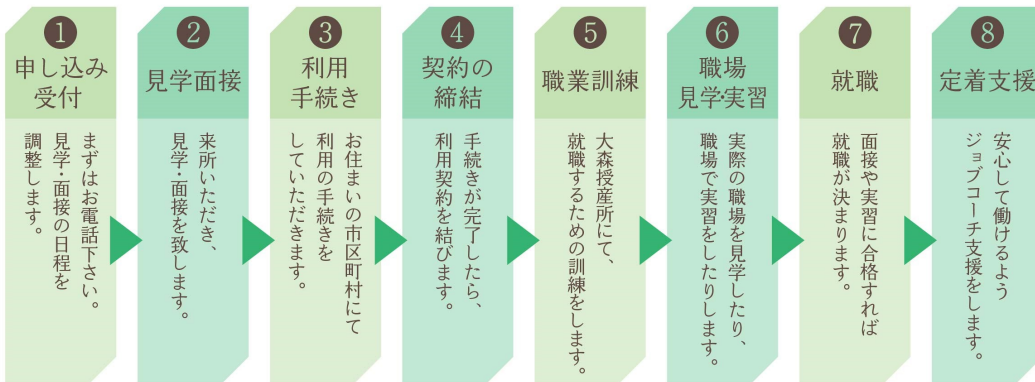 1
申し込み
受付
まずはお電話下さい。
見学・面接の日程を
調整します。
2
見学面接
来所いただき、
見学・面接を致します。
3
利用
手続き
お住まいの市区町村にて
利用の手続きを
していただきます。
4
契約の
締結
手続きが完了したら、
利用契約を結びます。
5
職業訓練
大森授産所にて、
就職するための訓練をします。
6
職場
見学・実習
実際の職場を見学したり、
職場で実習をしたりします。
7
就職
面接や実習に合格すれば
就職が決まります。
8
定着支援
安心して働けるよう
ジョブコーチ支援をします。